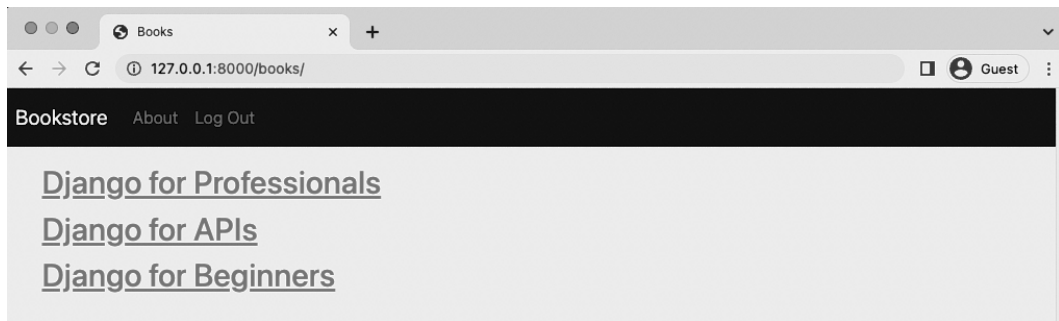 Books
127.0.0.1:8000/books/
Guest
Bookstore About Log Out
Django for Professionals
Django for APIs
Django for Beginners